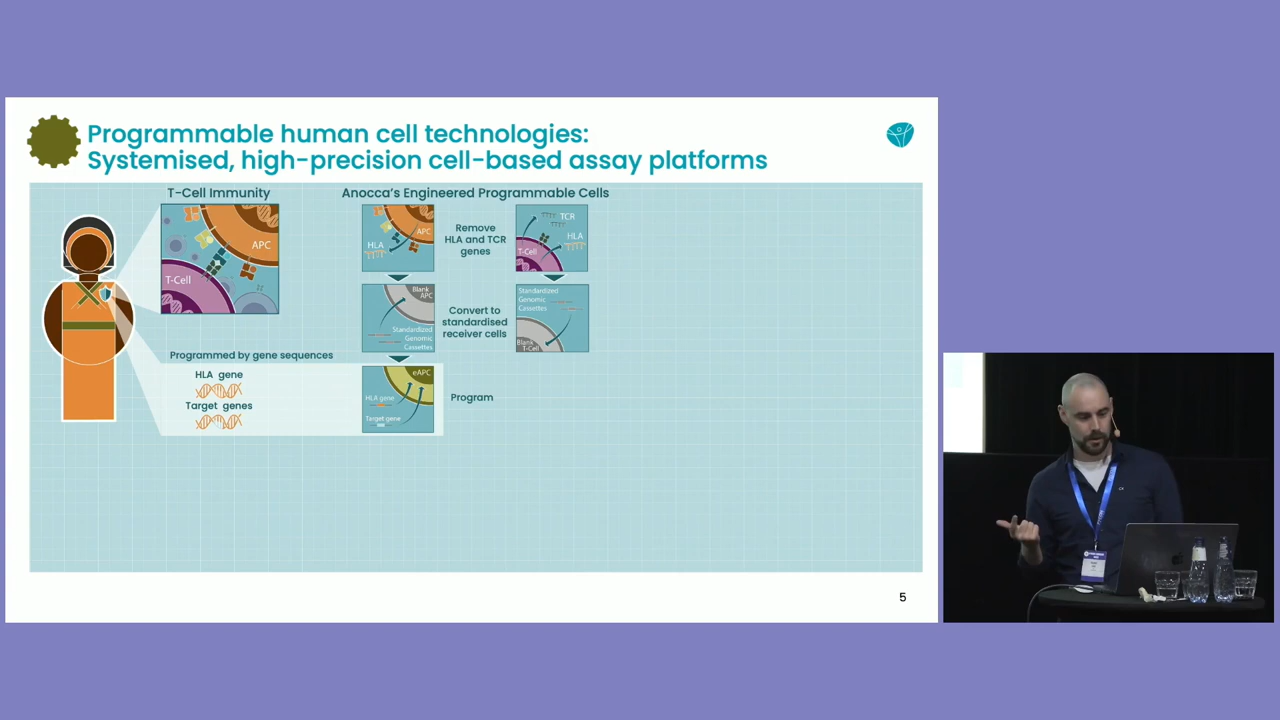 Programmable human cell technologies:
Systemised, high-precision cell-based assay platforms
T-Cell Immunity
Anocca's Engineered Programmable Cells
APC
T-Cell
HLA
APC
Remove
HLA and TCR
genes
TCR
HLA
T-Cell
Blank
APC
Standardized
Genomic
Cassettes
Convert to
standardised
receiver cells
Standardized
Genomic
Cassettes
Blank
T-Cell
Programmed by gene sequences
HLA gene
Target genes
eAPC
HLA gene
Target gene
Program
5